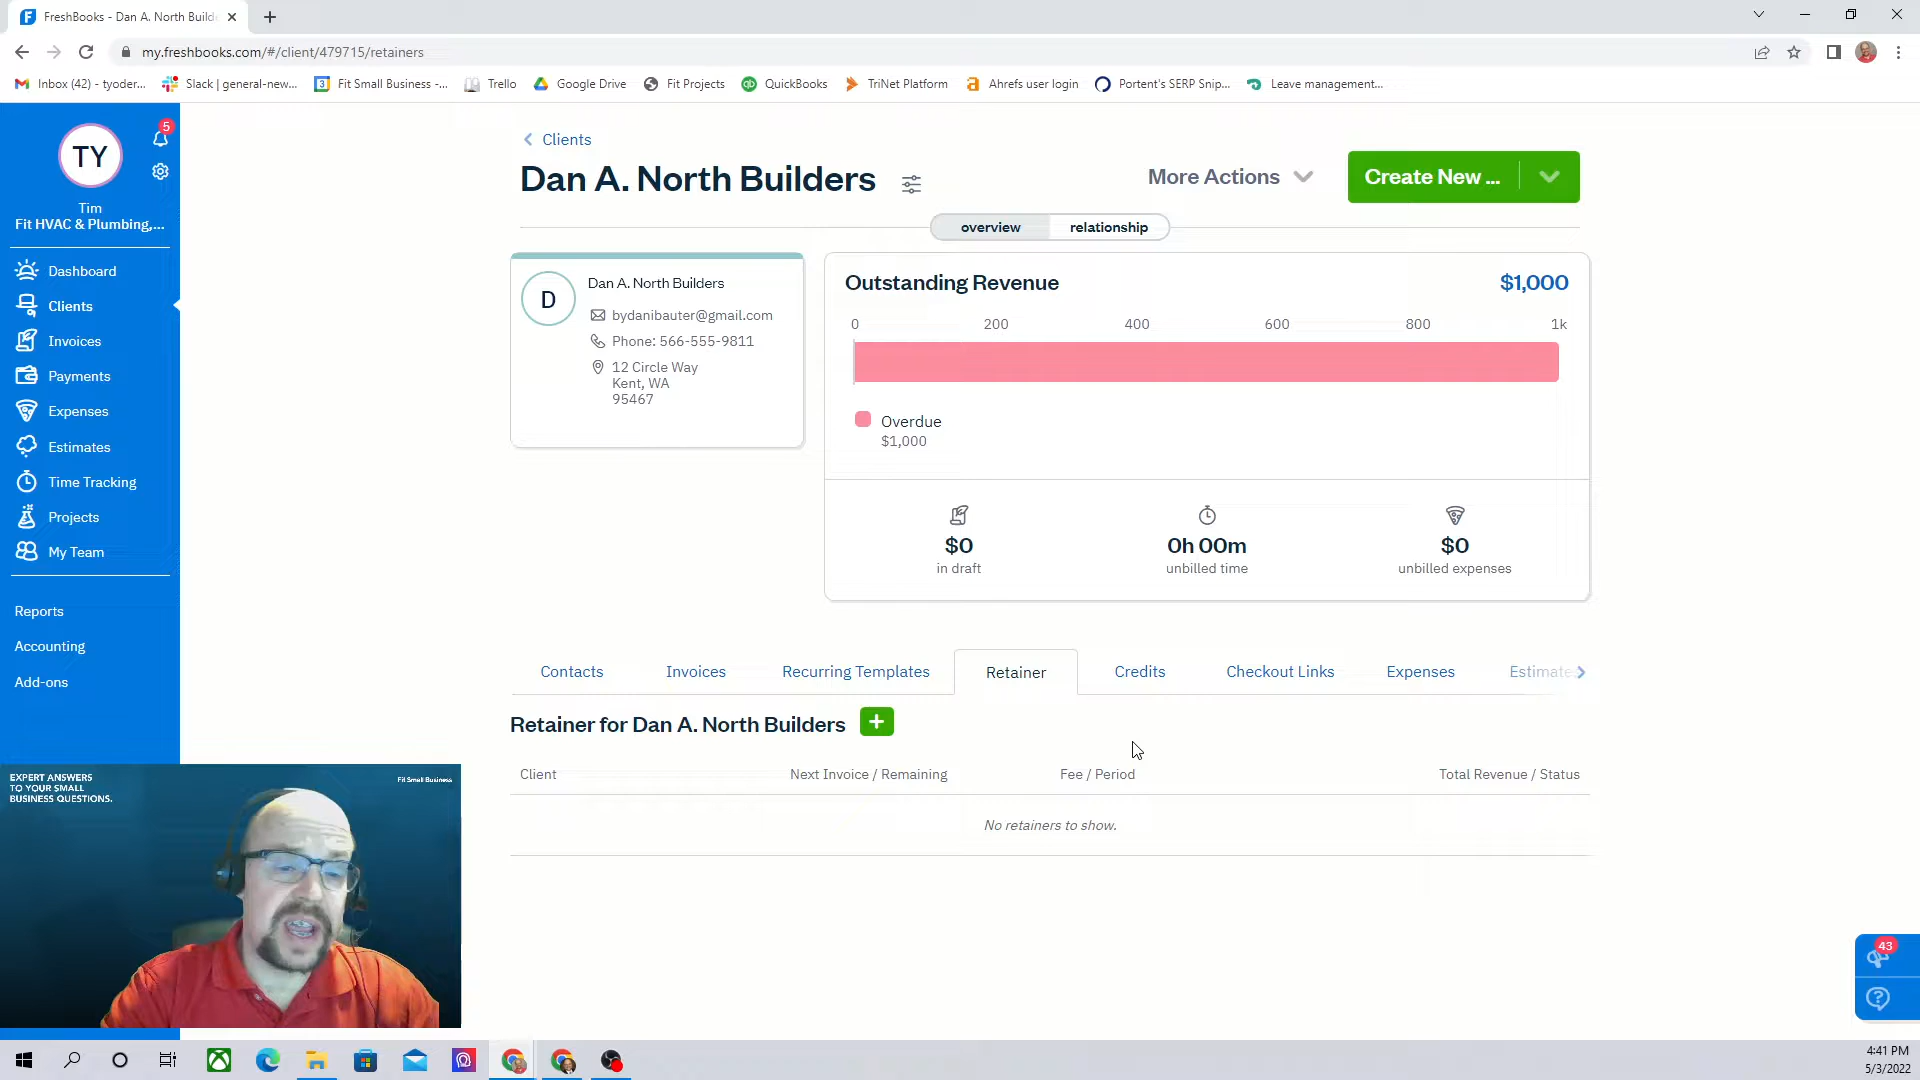 FreshBooks - Dan A. North Build
my.freshbooks.com/#/client/479715/retainers
Inbox (42) - tyoder...
Slack | general-new...
3
Fit Small Business -...
Trello
Google Drive
Fit Projects
QuickBooks
TriNet Platform
Ahrefs user login
Portent's SERP Snip...
Leave management...
TY
5
Tim
Fit HVAC & Plumbing,...
Dashboard
Clients
Invoices
Payments
Expenses
Estimates
Time Tracking
Projects
My Team
Reports
Accounting
Add-ons
Clients
Dan A. North Builders
More Actions
Create New ...
overview
relationship
D
Dan A. North Builders
bydanibauter@gmail.com
Phone: 566-555-9811
12 Circle Way
Kent, WA
95467
Outstanding Revenue
$1,000
0 200 400 600 800 1k
Overdue
$1,000
$0
in draft
0h 00m
unbilled time
$0
unbilled expenses
Contacts
Invoices
Recurring Templates
Retainer
Credits
Checkout Links
Expenses
Estimate
Retainer for Dan A. North Builders
Client
Next Invoice / Remaining
Fee / Period
Total Revenue / Status
No retainers to show.
EXPERT ANSWERS
TO YOUR SMALL
BUSINESS QUESTIONS.
Fit Small Business
43
4:41 PM
5/3/2022